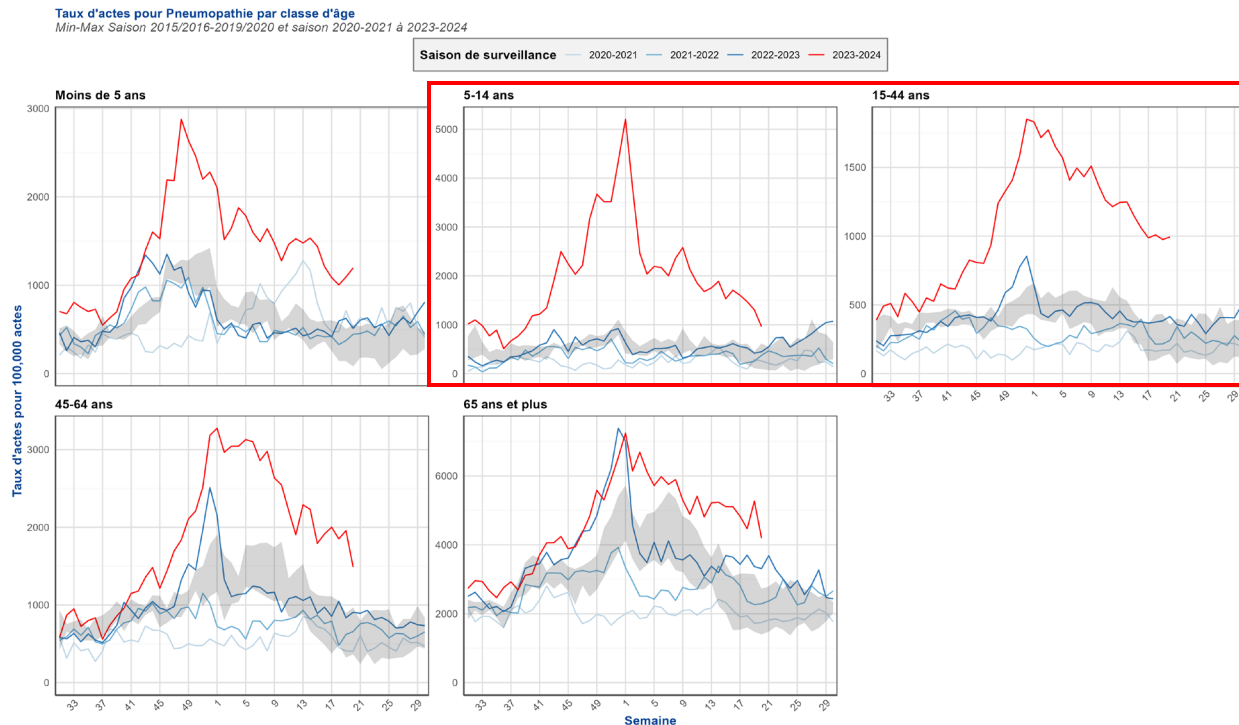 Taux d'actes pour Pneumopathie par classe d'âge
Min-Max Saison 2015/2016-2019/2020 et saison 2020-2021 à 2023-2024
Saison de surveillance 2020-2021 2021-2022 2022-2023 2023-2024
Moins de 5 ans
3000
2000
1000
0
5-14 ans
5000
4000
3000
2000
1000
0
15-44 ans
1500
1000
500
0
33 37 41 45 49 1 5 9 13 17 21 25 29
45-64 ans
3000
2000
1000
0
33 37 41 45 49 1 5 9 13 17 21 25 29
65 ans et plus
6000
4000
2000
0
33 37 41 45 49 1 5 9 13 17 21 25 29
Taux d'actes pour 100,000 actes
Semaine